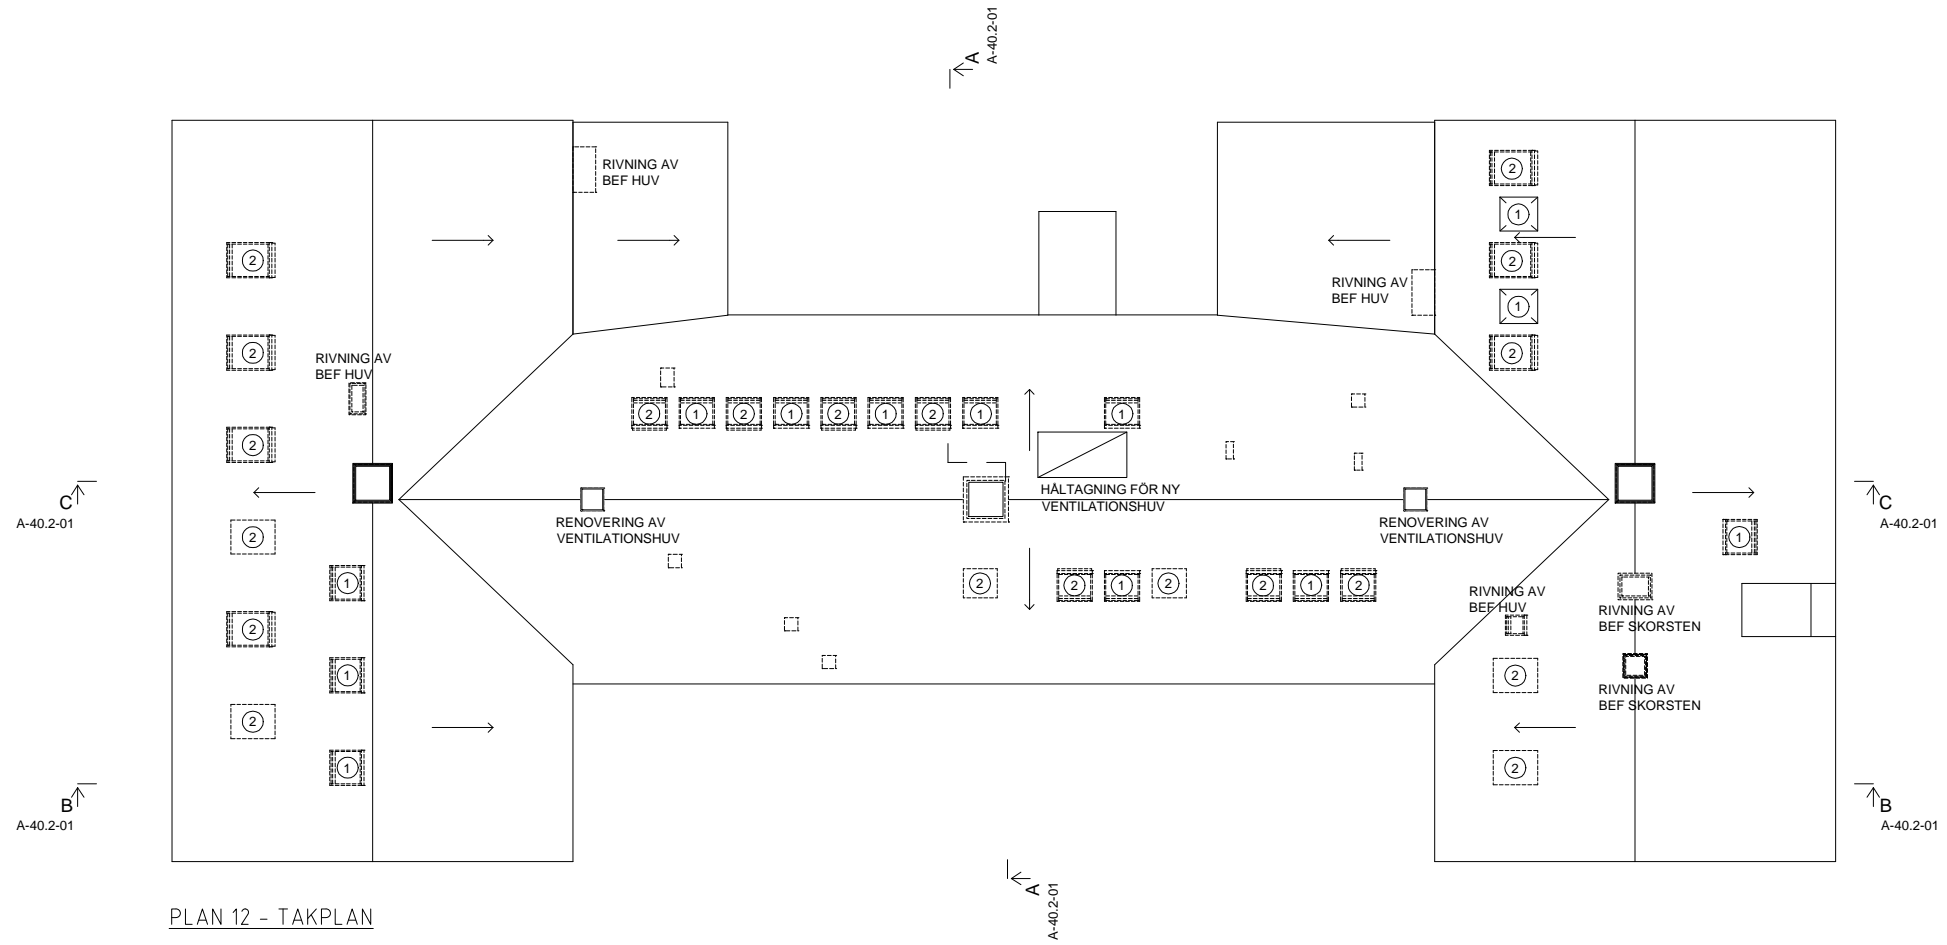 A
A-40.2-01
RIVNING AV
BEF HUV
2
1
2
2
1
RIVNING AV
BEF HUV
2
2
RIVNING AV
BEF HUV
2
1
2
1
2
1
2
1
1
2
HÅLTAGNING FÖR NY
VENTILATIONSHUV
C
A-40.2-01
RENOVERING AV
VENTILATIONSHUV
RENOVERING AV
VENTILATIONSHUV
C
A-40.2-01
2
1
1
2
2
1
2
2
1
2
RIVNING AV
BEF HUV
RIVNING AV
BEF SKORSTEN
2
1
2
RIVNING AV
BEF SKORSTEN
2
1
2
B
A-40.2-01
B
A-40.2-01
A
A-40.2-01
PLAN 12 - TAKPLAN